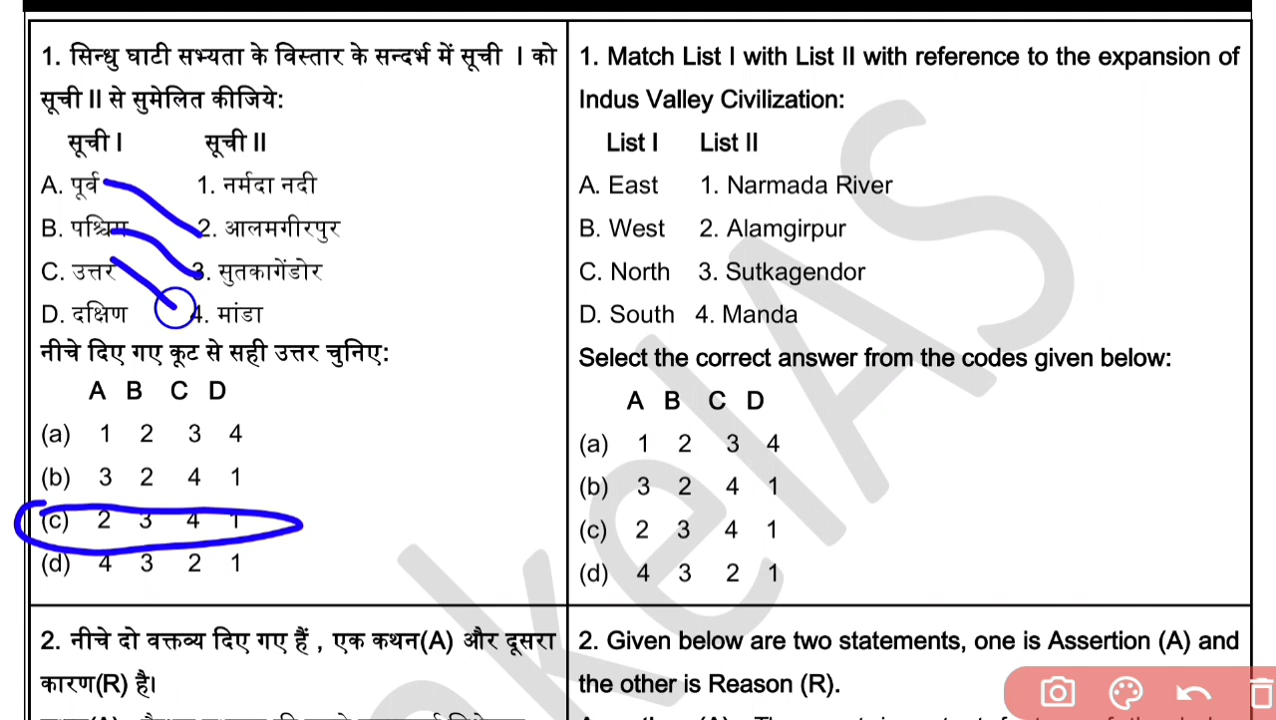 1. सिन्धु घाटी सभ्यता के विस्तार के सन्दर्भ में सूची I को
सूची II से सुमेलित कीजिये:
सूची I सूची II
A. पूर्व 1. नर्मदा नदी
B. पश्चिम 2. आलमगीरपुर
C. उत्तर 3. सुतकागेंडोर
D. दक्षिण 4. मांडा
नीचे दिए गए कूट से सही उत्तर चुनिए:
A B C D
(a) 1 2 3 4
(b) 3 2 4 1
(c) 2 3 4 1
(d) 4 3 2 1
2. नीचे दो वक्तव्य दिए गए हैं , एक कथन(A) और दूसरा
कारण(R) है।
1. Match List I with List II with reference to the expansion of
Indus Valley Civilization:
List I List II
A. East 1. Narmada River
B. West 2. Alamgirpur
C. North 3. Sutkagendor
D. South 4. Manda
Select the correct answer from the codes given below:
A B C D
(a) 1 2 3 4
(b) 3 2 4 1
(c) 2 3 4 1
(d) 4 3 2 1
2. Given below are two statements, one is Assertion (A) and
the other is Reason (R).